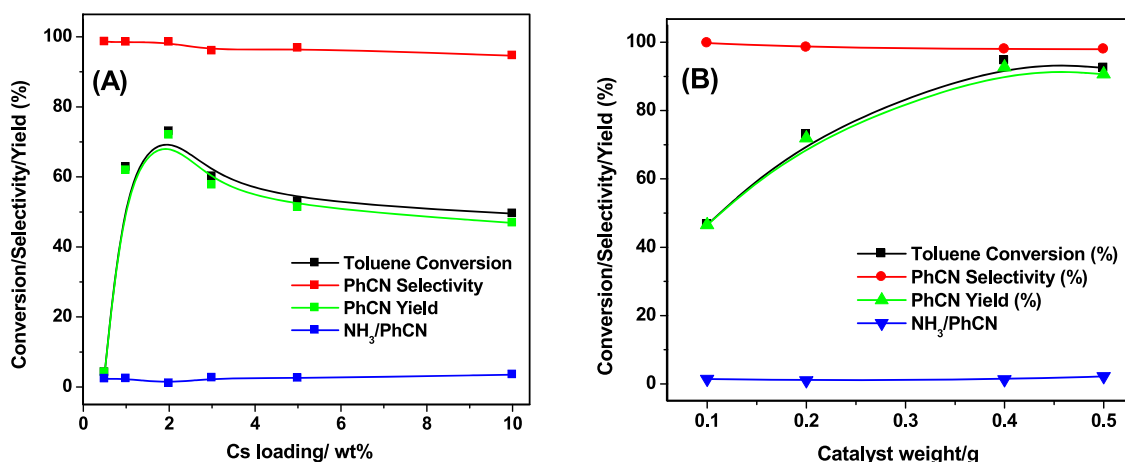 (A)
Conversion/Selectivity/Yield (%)
100
80
60
40
20
0
Toluene Conversion
PhCN Selectivity
PhCN Yield
NH₃/PhCN
0 2 4 6 8 10
Cs loading/ wt%
(B)
Conversion/Selectivity/Yield (%)
100
80
60
40
20
0
Toluene Conversion (%)
PhCN Selectivity (%)
PhCN Yield (%)
NH₃/PhCN
0.1 0.2 0.3 0.4 0.5
Catalyst weight/g